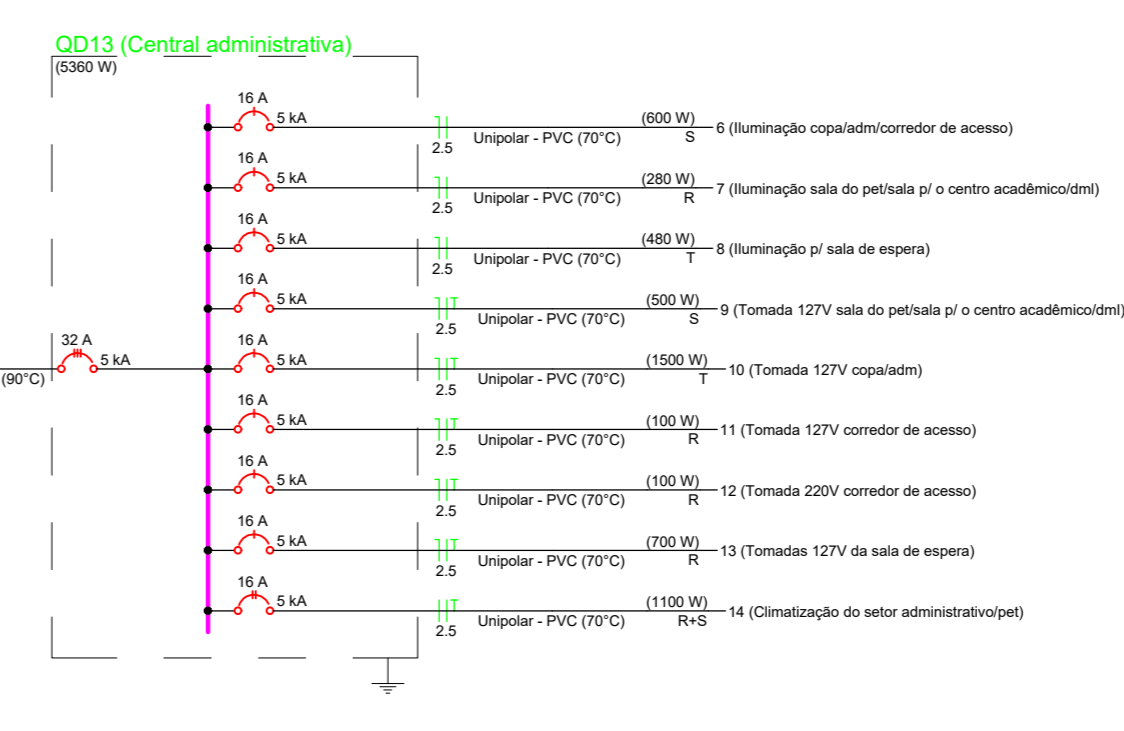 QD13 (Central administrativa)
(5360 W)
16 A
5 kA
2.5
Unipolar - PVC (70°C)
(600 W)
S
6 (Iluminação copa/adm/corredor de acesso)
16 A
5 kA
2.5
Unipolar - PVC (70°C)
(280 W)
R
7 (Iluminação sala do pet/sala p/ o centro acadêmico/dml)
16 A
5 kA
2.5
Unipolar - PVC (70°C)
(480 W)
T
8 (Iluminação p/ sala de espera)
16 A
5 kA
2.5
Unipolar - PVC (70°C)
(500 W)
S
9 (Tomada 127V sala do pet/sala p/ o centro acadêmico/dml)
32 A
5 kA
(90°C)
16 A
5 kA
2.5
Unipolar - PVC (70°C)
(1500 W)
T
10 (Tomada 127V copa/adm)
16 A
5 kA
2.5
Unipolar - PVC (70°C)
(100 W)
R
11 (Tomada 127V corredor de acesso)
16 A
5 kA
2.5
Unipolar - PVC (70°C)
(100 W)
R
12 (Tomada 220V corredor de acesso)
16 A
5 kA
2.5
Unipolar - PVC (70°C)
(700 W)
R
13 (Tomadas 127V da sala de espera)
16 A
5 kA
2.5
Unipolar - PVC (70°C)
(1100 W)
R+S
14 (Climatização do setor administrativo/pet)